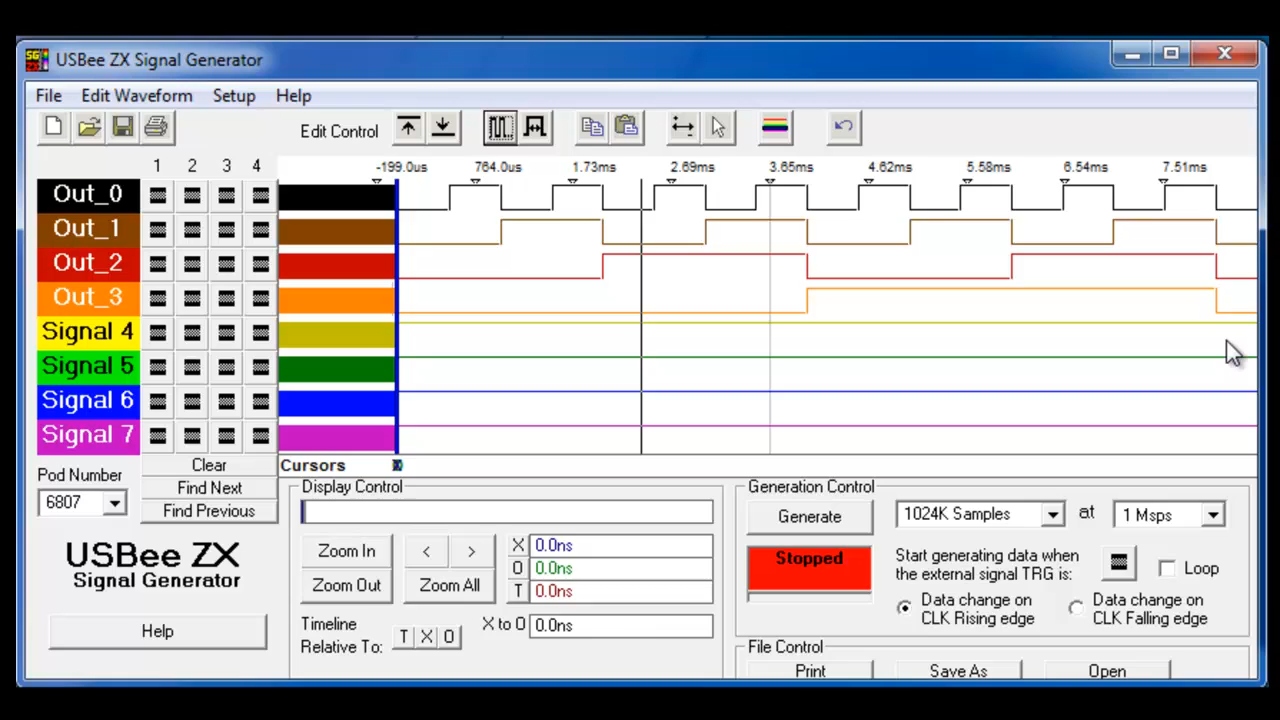 USBee ZX Signal Generator
File Edit Waveform Setup Help
Edit Control
1 2 3 4
-199.0us 764.0us 1.73ms 2.69ms 3.65ms 4.62ms 5.58ms 6.54ms 7.51ms
Out_0
Out_1
Out_2
Out_3
Signal 4
Signal 5
Signal 6
Signal 7
Clear
Find Next
Find Previous
Pod Number
6807
USBee ZX
Signal Generator
Help
Cursors
Display Control
Zoom In < >
Zoom Out Zoom All
X 0.0ns
O 0.0ns
T 0.0ns
Timeline
Relative To: T X O
X to O 0.0ns
Generation Control
Generate 1024K Samples at 1 Msps
Stopped
Start generating data when
the external signal TRG is:
Loop
Data change on
CLK Rising edge
Data change on
CLK Falling edge
File Control
Print Save As Open